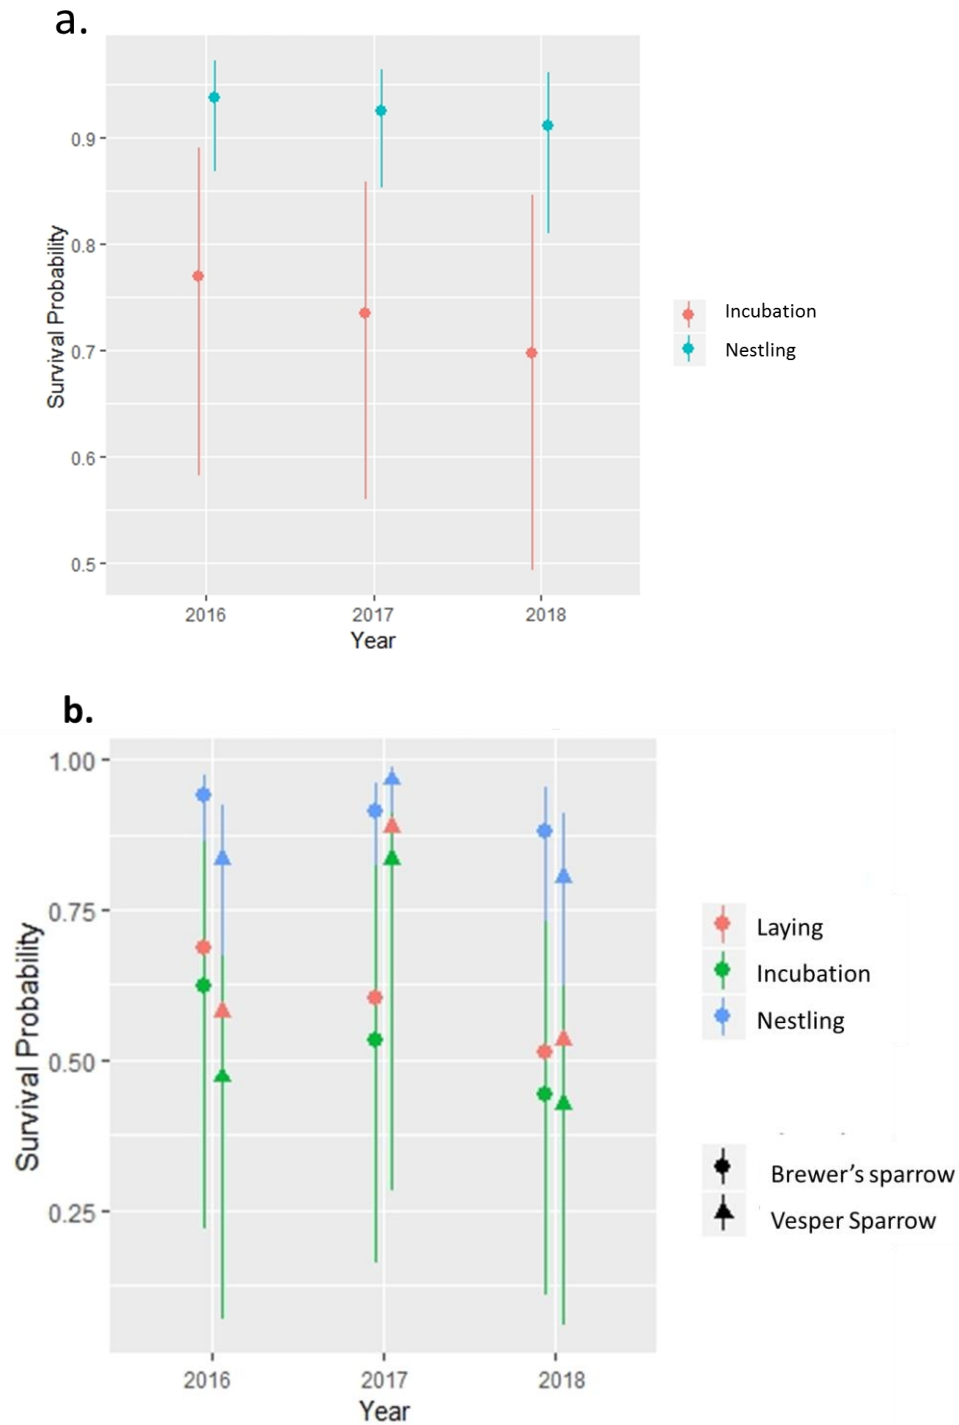 a.
0.9
0.8
0.7
0.6
0.5
Survival Probability
2016 2017 2018
Year
Incubation
Nestling
b.
1.00
0.75
0.50
0.25
Survival Probability
2016 2017 2018
Year
Laying
Incubation
Nestling
Brewer’s sparrow
Vesper Sparrow